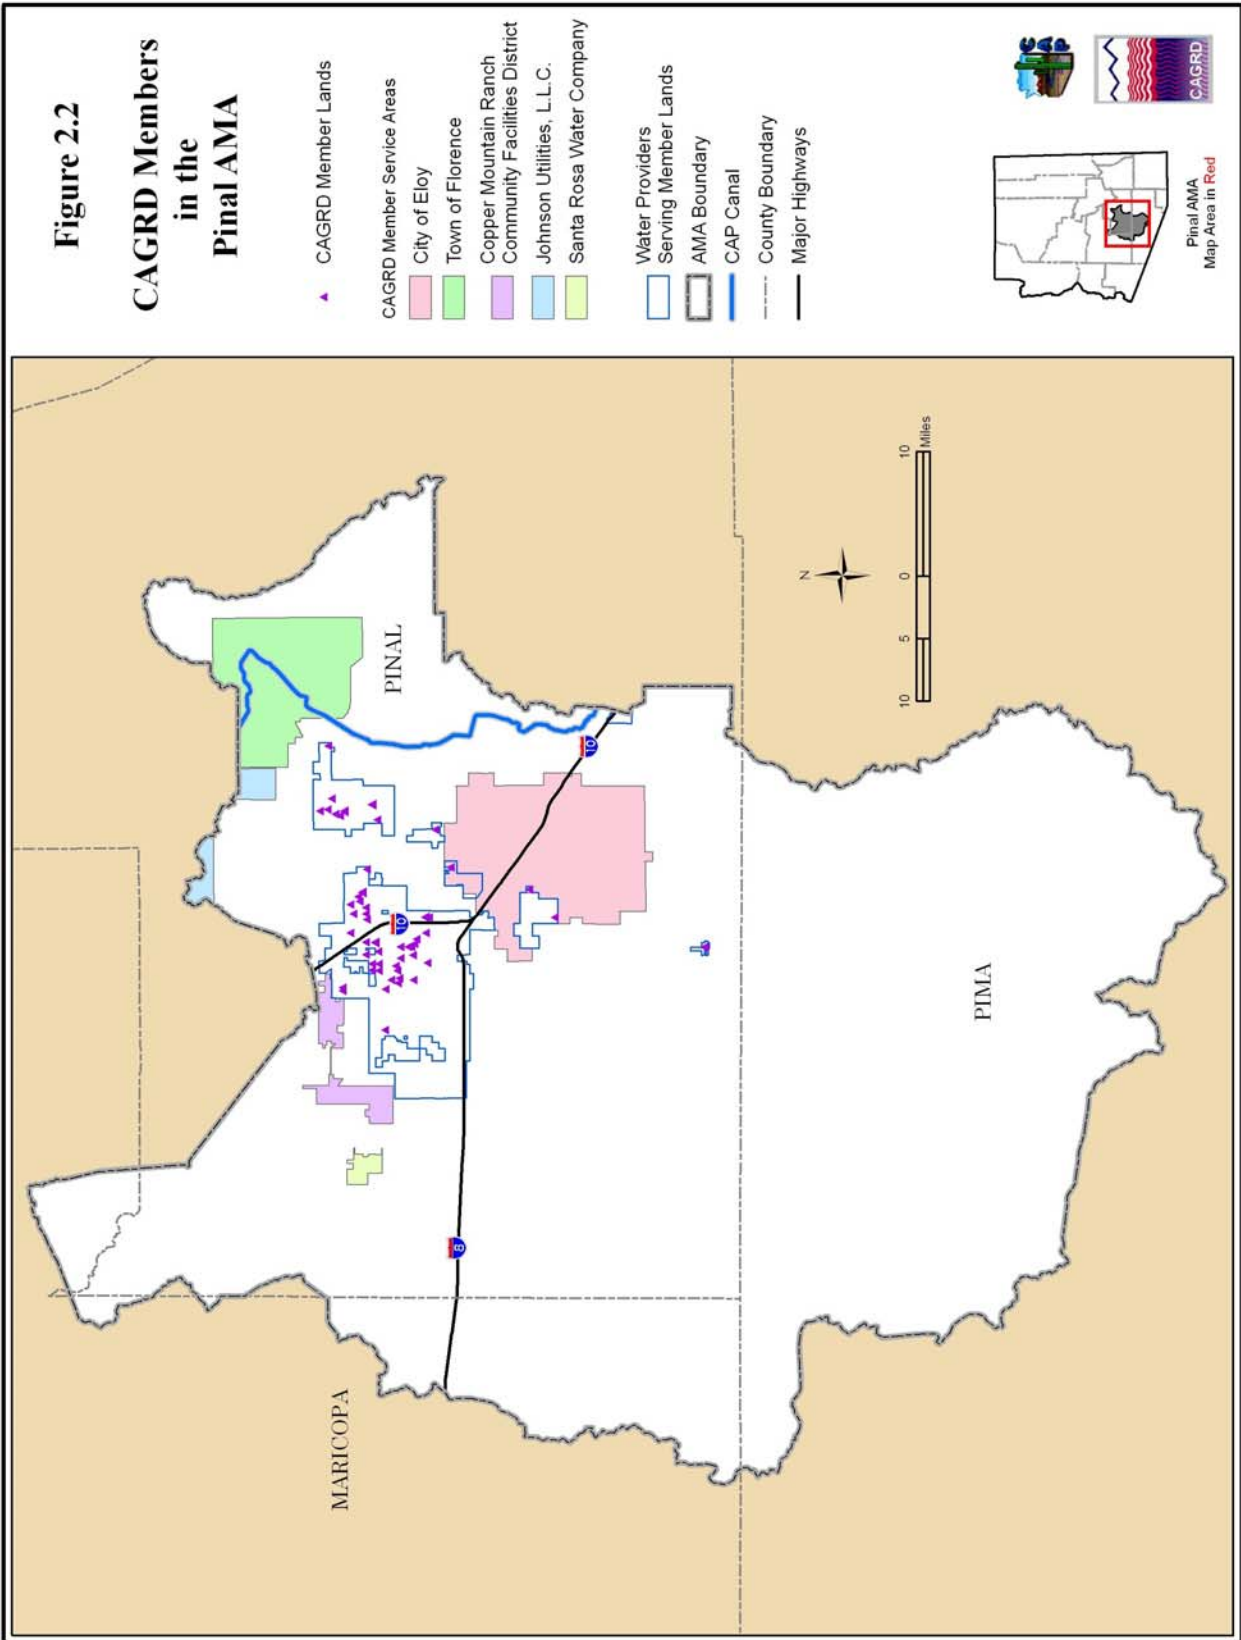 Figure 2.2
CAGRD Members
in the
Pinal AMA
CAGRD Member Lands
CAGRD Member Service Areas
City of Eloy
Town of Florence
Copper Mountain Ranch
Community Facilities District
Johnson Utilities, L.L.C.
Santa Rosa Water Company
Water Providers
Serving Member Lands
AMA Boundary
CAP Canal
County Boundary
Major Highways
Pinal AMA
Map Area in Red
CAP
CAGRD
MARICOPA
PINAL
PIMA
10
10
8
N
10 5 0 10
Miles